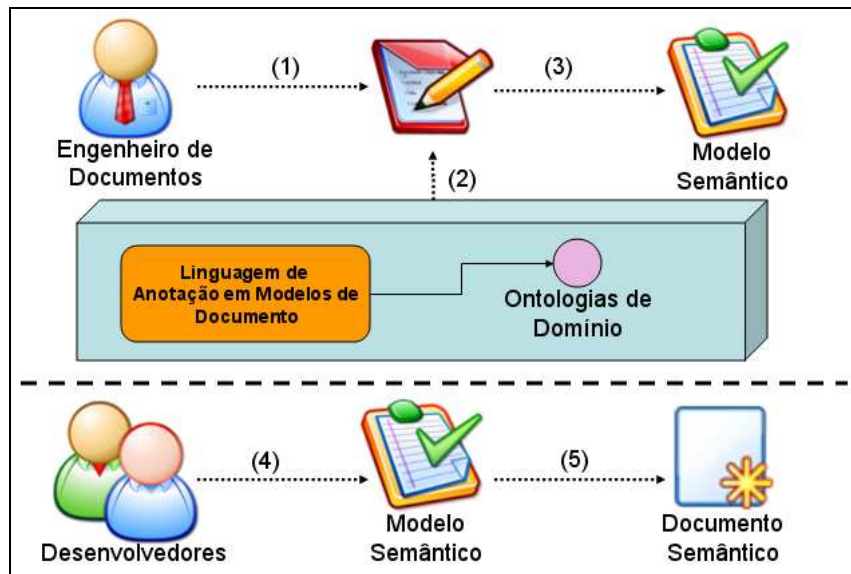 (1)
(3)
Engenheiro de
Documentos
Modelo
Semântico
(2)
Linguagem de
Anotação em Modelos de
Documento
Ontologias de
Domínio
(4)
(5)
Desenvolvedores
Modelo
Semântico
Documento
Semântico